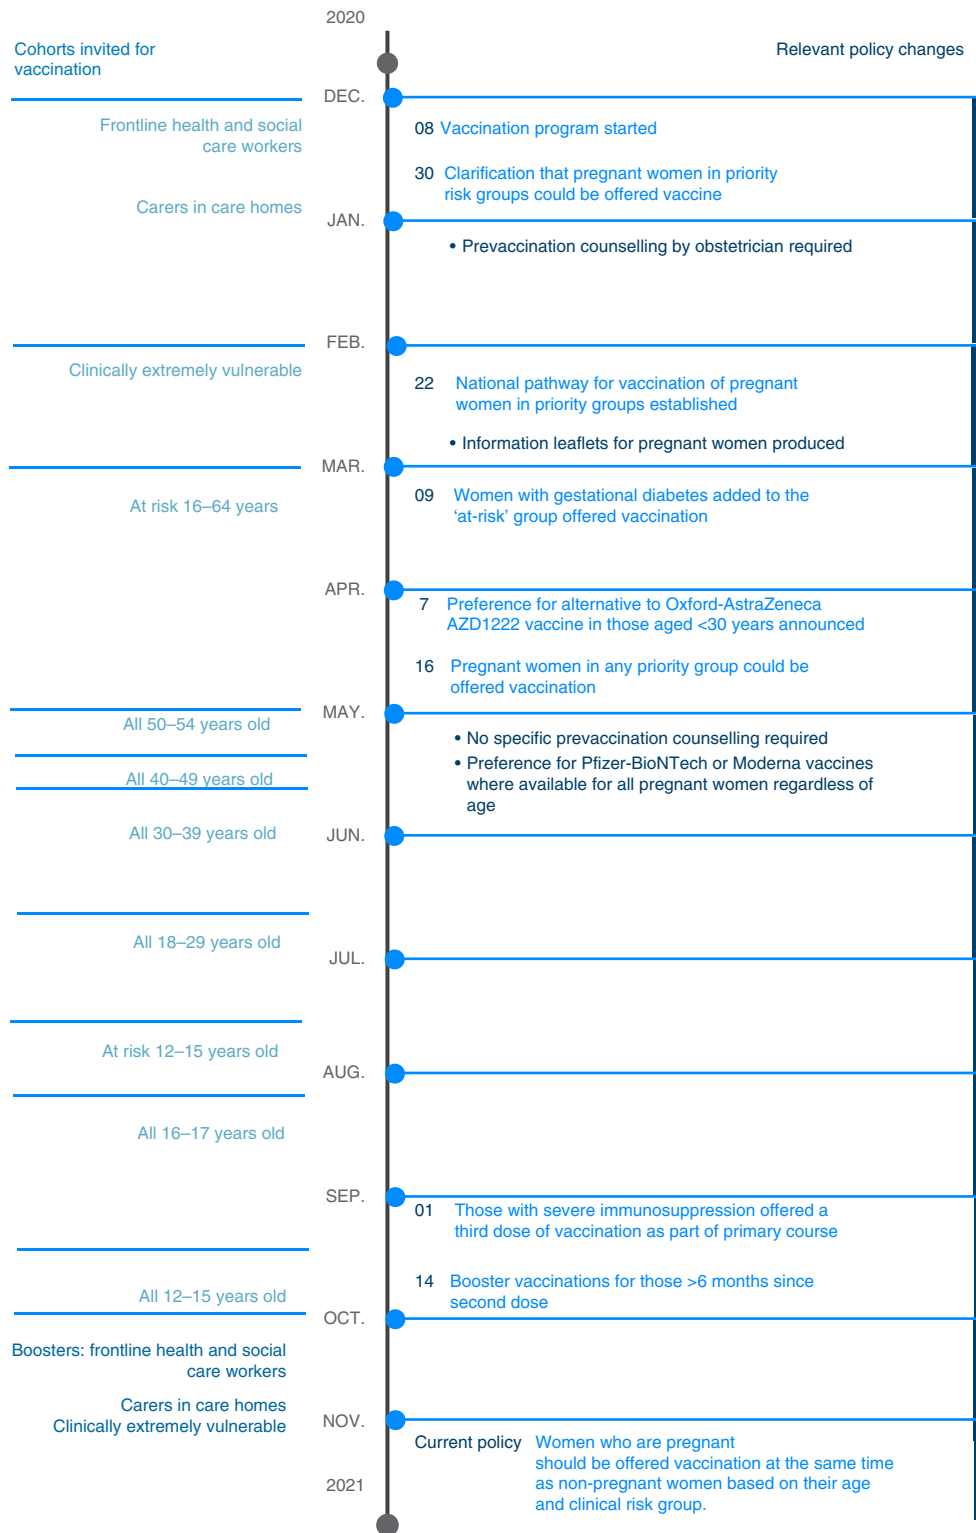 2020
Cohorts invited for
vaccination
Relevant policy changes
DEC.
Frontline health and social
care workers
08 Vaccination program started
30 Clarification that pregnant women in priority
risk groups could be offered vaccine
Carers in care homes
JAN.
• Prevaccination counselling by obstetrician required
FEB.
Clinically extremely vulnerable
22 National pathway for vaccination of pregnant
women in priority groups established
• Information leaflets for pregnant women produced
MAR.
At risk 16–64 years
09 Women with gestational diabetes added to the
‘at-risk’ group offered vaccination
APR.
7 Preference for alternative to Oxford-AstraZeneca
AZD1222 vaccine in those aged <30 years announced
16 Pregnant women in any priority group could be
offered vaccination
MAY.
All 50–54 years old
• No specific prevaccination counselling required
• Preference for Pfizer-BioNTech or Moderna vaccines
where available for all pregnant women regardless of
age
All 40–49 years old
All 30–39 years old
JUN.
All 18–29 years old
JUL.
At risk 12–15 years old
AUG.
All 16–17 years old
SEP.
01 Those with severe immunosuppression offered a
third dose of vaccination as part of primary course
14 Booster vaccinations for those >6 months since
second dose
All 12–15 years old
OCT.
Boosters: frontline health and social
care workers
Carers in care homes
Clinically extremely vulnerable
NOV.
Current policy Women who are pregnant
should be offered vaccination at the same time
as non-pregnant women based on their age
and clinical risk group.
2021